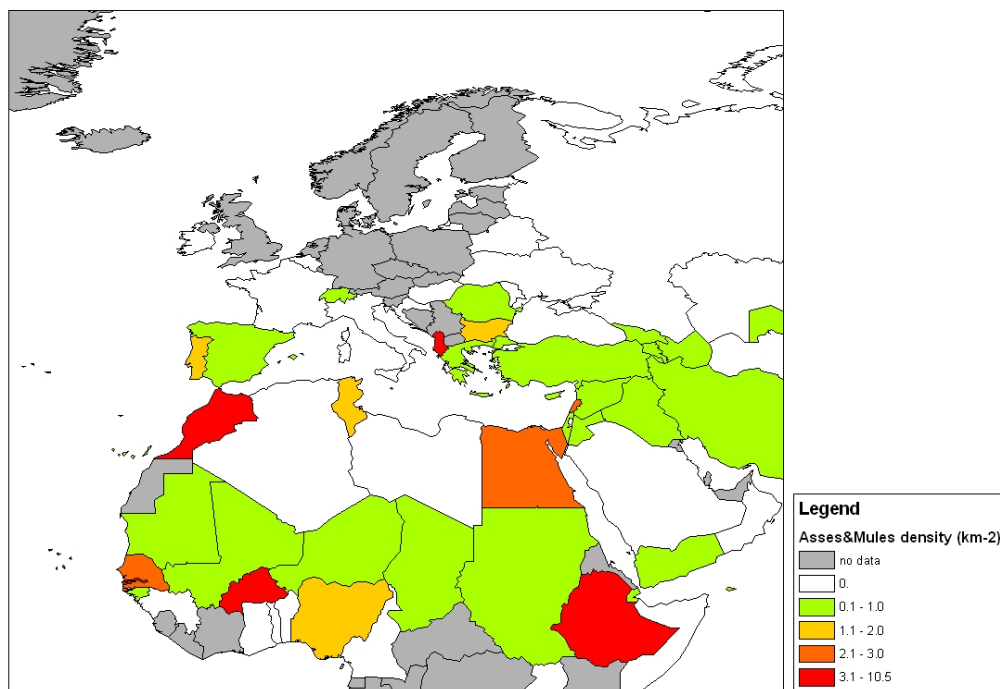 Legend
Asses&Mules density (km-2)
no data
0.
0.1 - 1.0
1.1 - 2.0
2.1 - 3.0
3.1 - 10.5